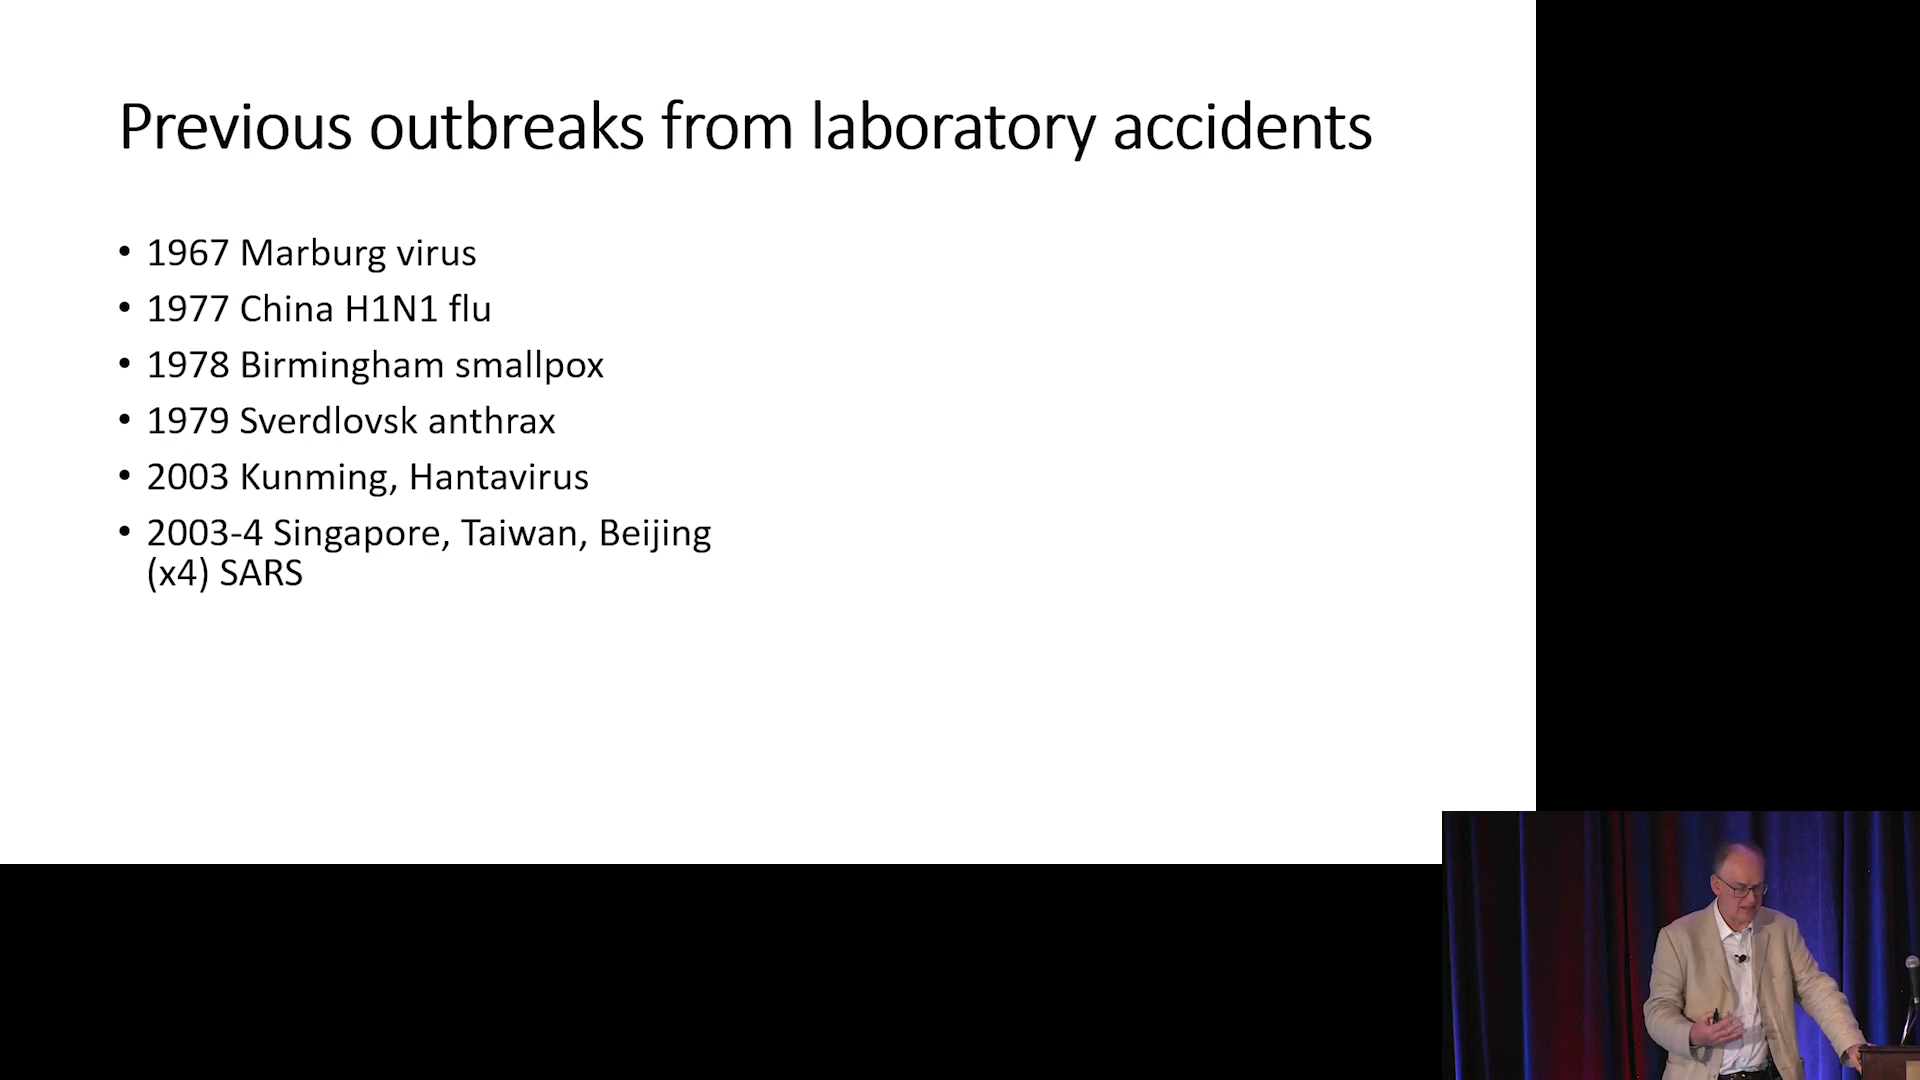 Previous outbreaks from laboratory accidents
• 1967 Marburg virus
• 1977 China H1N1 flu
• 1978 Birmingham smallpox
• 1979 Sverdlovsk anthrax
• 2003 Kunming, Hantavirus
• 2003-4 Singapore, Taiwan, Beijing
(x4) SARS